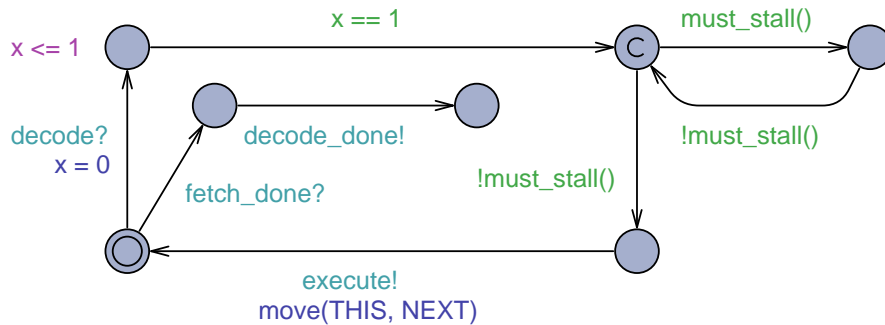 x == 1
must_stall()
x <= 1
C
decode?
x = 0
decode_done!
!must_stall()
fetch_done?
!must_stall()
execute!
move(THIS, NEXT)